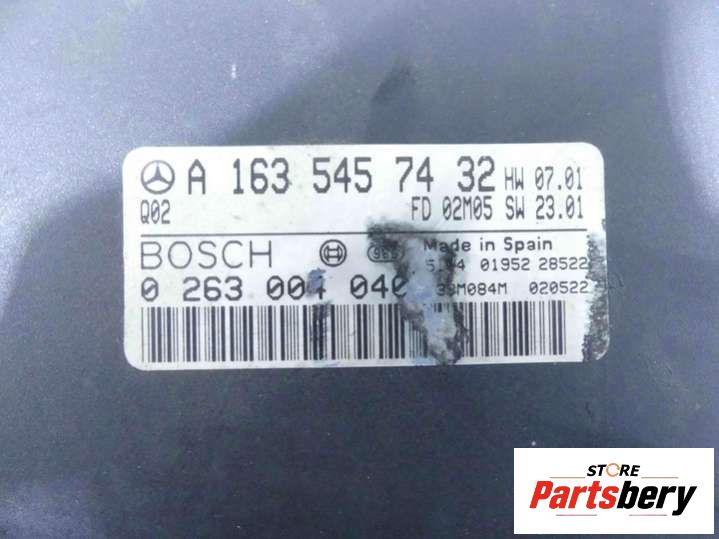 A 163 545 74 32 HW 07.01
Q02 FD 02M05 SW 23.01
BOSCH Made in Spain
01952 28522
0 263 004 040 020522
STORE
Partsbery